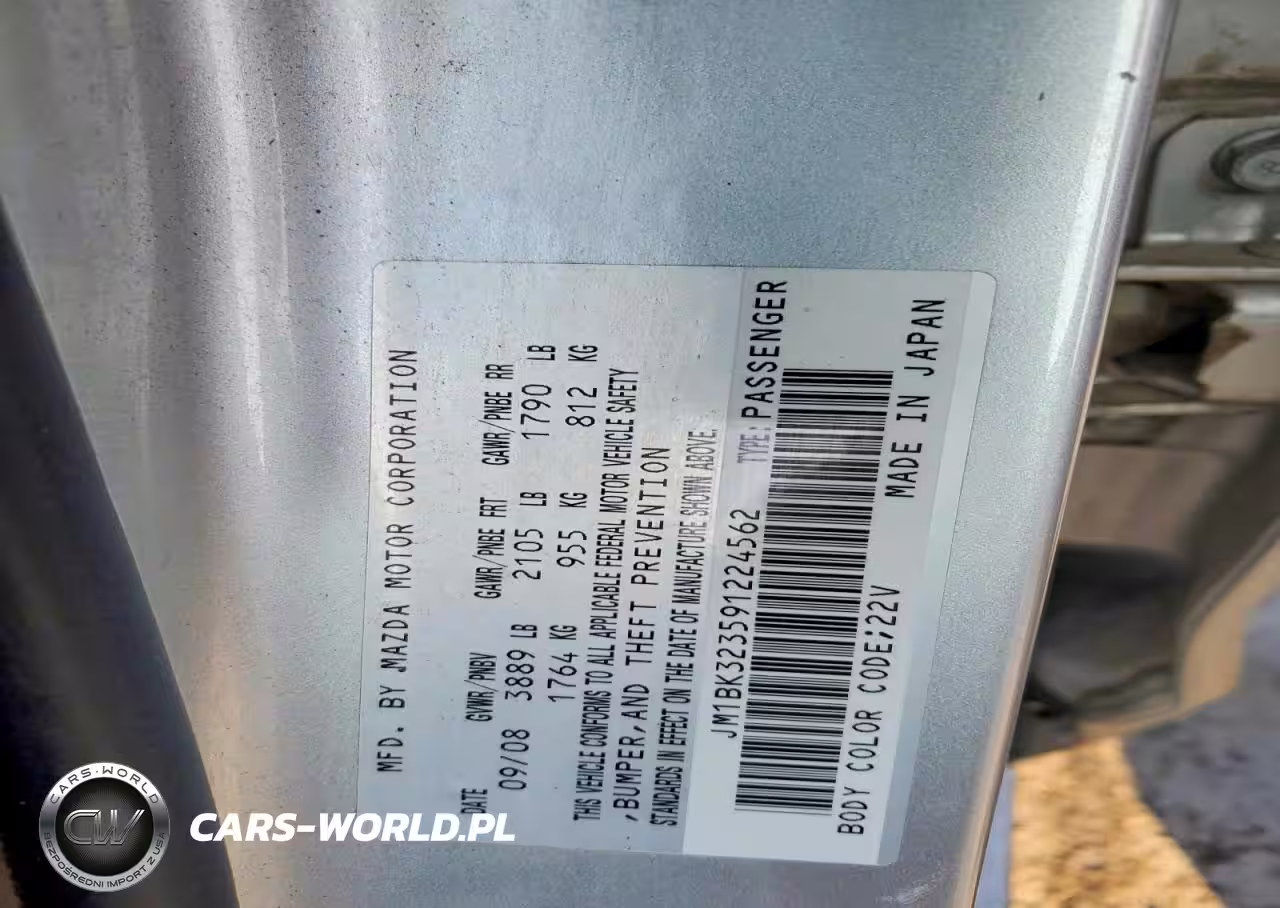 MFD. BY MAZDA MOTOR CORPORATION
DATE GVWR/PNBV GAWR/PNBE FRT GAWR/PNBE RR
09/08 3889 LB 2105 LB 1790 LB
1764 KG 955 KG 812 KG
THIS VEHICLE CONFORMS TO ALL APPLICABLE FEDERAL MOTOR VEHICLE SAFETY
,BUMPER,AND THEFT PREVENTION
STANDARDS IN EFFECT ON THE DATE OF MANUFACTURE SHOWN ABOVE.
JM1BK323591224562 TYPE:PASSENGER
BODY COLOR CODE;22V MADE IN JAPAN
CARS-WORLD
CW
BEZPOŚREDNI IMPORT Z USA
CARS-WORLD.PL